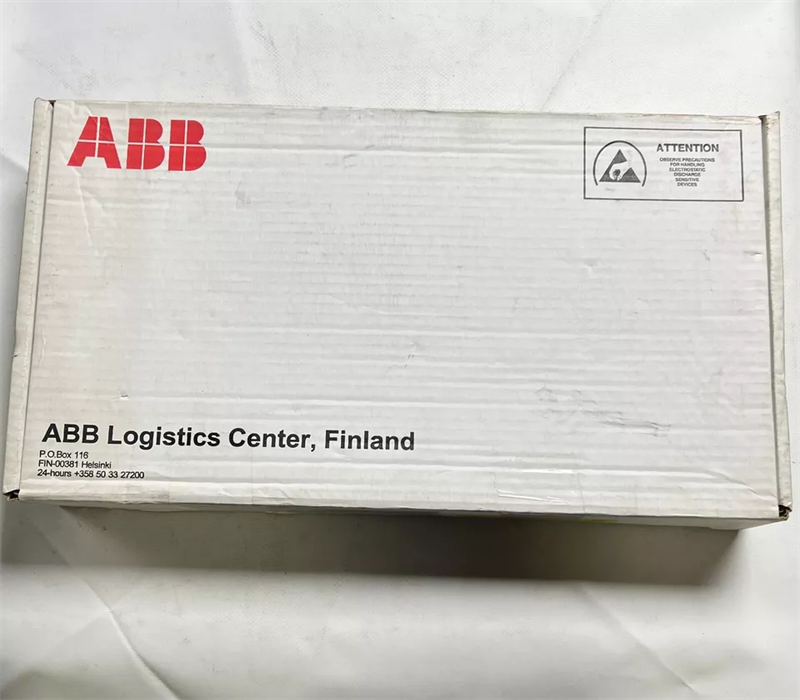 ABB
ATTENTION
OBSERVE PRECAUTIONS
FOR HANDLING
ELECTROSTATIC
DISCHARGE
SENSITIVE
DEVICES
ABB Logistics Center, Finland
P.O.Box 116
FIN-00381 Helsinki
24-hours +358 50 33 27200